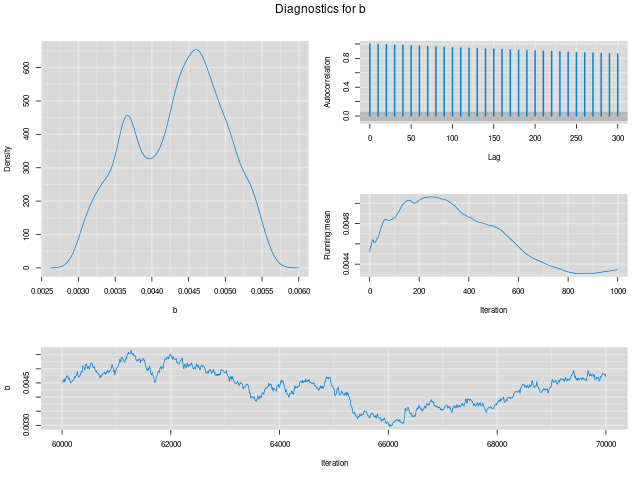 Diagnostics for b
Density
0 100 200 300 400 500 600
0.0025 0.0030 0.0035 0.0040 0.0045 0.0050 0.0055 0.0060
b
Autocorrelation
0.0 0.4 0.8
0 50 100 150 200 250 300
Lag
Running mean
0.0044 0.0048
0 200 400 600 800 1000
Iteration
b
0.0030 0.0045
60000 62000 64000 66000 68000 70000
Iteration